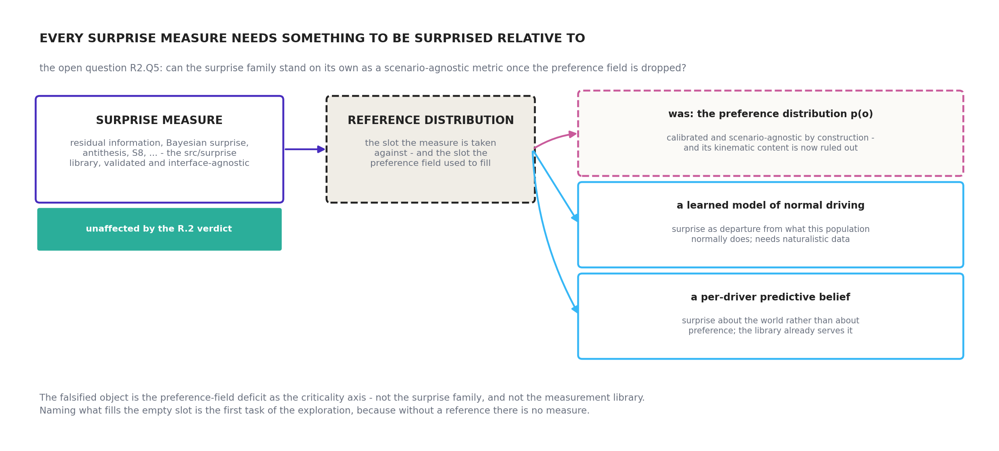 EVERY SURPRISE MEASURE NEEDS SOMETHING TO BE SURPRISED RELATIVE TO
the open question R2.Q5: can the surprise family stand on its own as a scenario-agnostic metric once the preference field is dropped?
SURPRISE MEASURE
residual information, Bayesian surprise,
antithesis, S8, ... - the src/surprise
library, validated and interface-agnostic
unaffected by the R.2 verdict
REFERENCE DISTRIBUTION
the slot the measure is taken
against - and the slot the
preference field used to fill
was: the preference distribution p(o)
calibrated and scenario-agnostic by construction -
and its kinematic content is now ruled out
a learned model of normal driving
surprise as departure from what this population
normally does; needs naturalistic data
a per-driver predictive belief
surprise about the world rather than about
preference; the library already serves it
The falsified object is the preference-field deficit as the criticality axis - not the surprise family, and not the measurement library.
Naming what fills the empty slot is the first task of the exploration, because without a reference there is no measure.